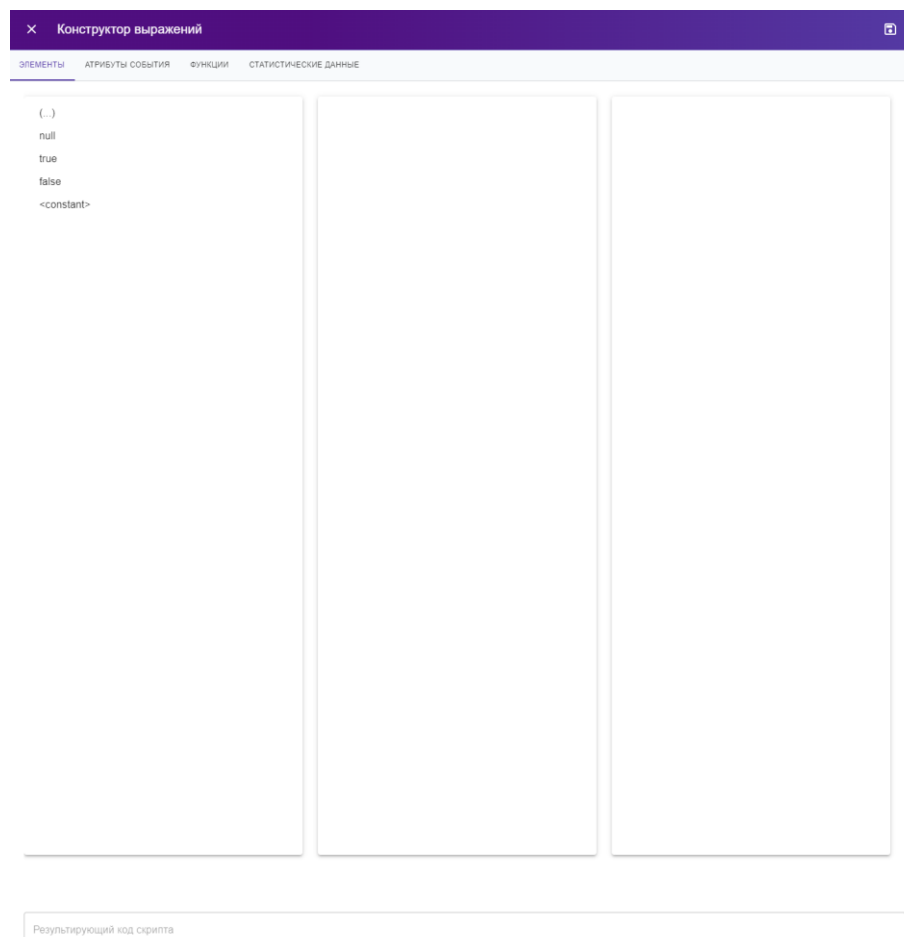 Конструктор выражений
ЭЛЕМЕНТЫ АТРИБУТЫ СОБЫТИЯ ФУНКЦИИ СТАТИСТИЧЕСКИЕ ДАННЫЕ
(...)
null
true
false
<constant>
Результирующий код скрипта